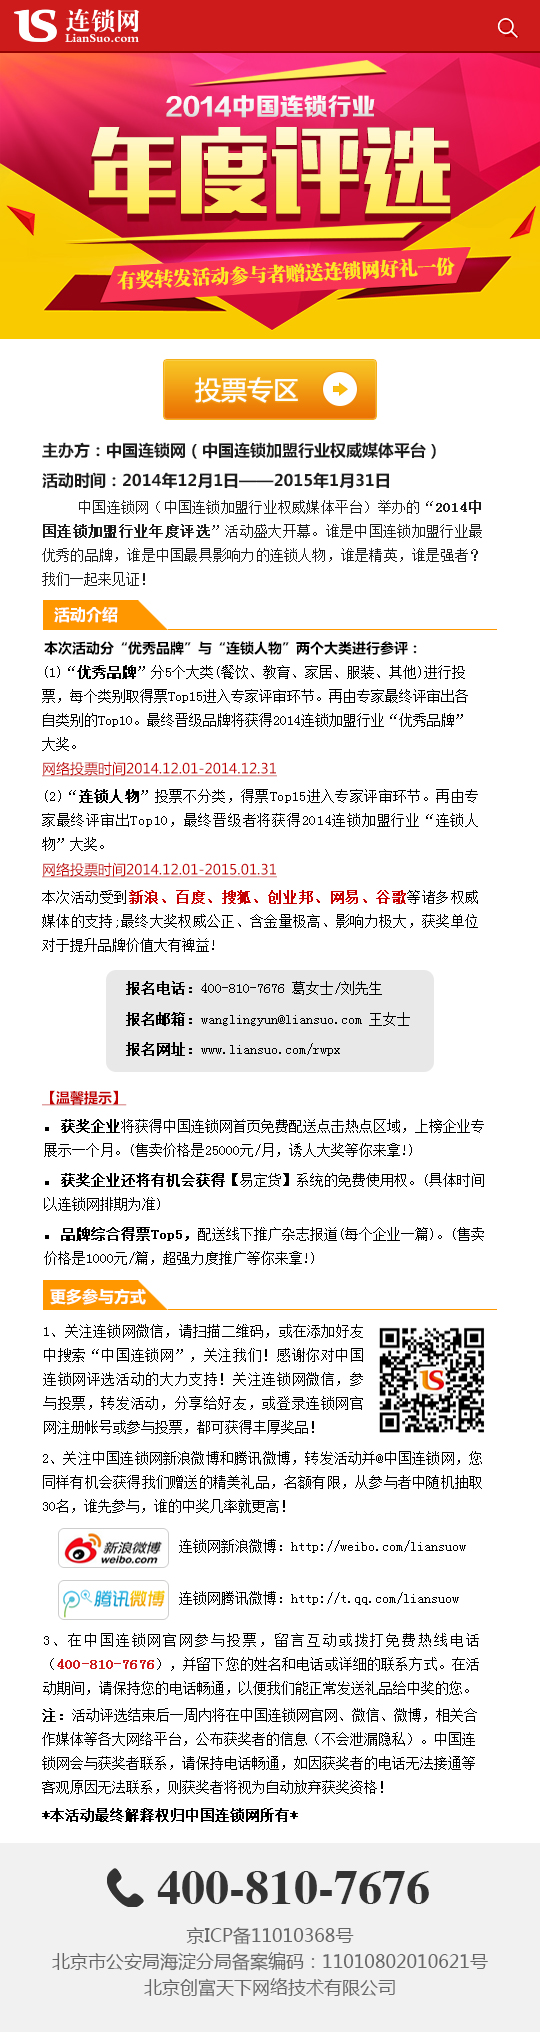 LS 连锁网
LianSuo.com
2014中国连锁行业
年度评选
有奖转发活动参与者赠送连锁网好礼一份
投票专区
主办方：中国连锁网（中国连锁加盟行业权威媒体平台）
活动时间：2014年12月1日——2015年1月31日
中国连锁网（中国连锁加盟行业权威媒体平台）举办的“2014中
国连锁加盟行业年度评选”活动盛大开幕。谁是中国连锁加盟行业最
优秀的品牌，谁是中国最具影响力的连锁人物，谁是精英，谁是强者？
我们一起来见证！
活动介绍
本次活动分“优秀品牌”与“连锁人物”两个大类进行参评：
(1)“优秀品牌”分5个大类(餐饮、教育、家居、服装、其他)进行投
票，每个类别取得票Top15进入专家评审环节。再由专家最终评审出各
自类别的Top10。最终晋级品牌将获得2014连锁加盟行业“优秀品牌”
大奖。
网络投票时间2014.12.01-2014.12.31
(2)“连锁人物”投票不分类，得票Top15进入专家评审环节。再由专
家最终评审出Top10，最终晋级者将获得2014连锁加盟行业“连锁人
物”大奖。
网络投票时间2014.12.01-2015.01.31
本次活动受到新浪、百度、搜狐、创业邦、网易、谷歌等诸多权威
媒体的支持;最终大奖权威公正、含金量极高、影响力极大，获奖单位
对于提升品牌价值大有裨益!
报名电话：400-810-7676 葛女士/刘先生
报名邮箱：wanglingyun@liansuo.com 王女士
报名网址：www.liansuo.com/rwpx
【温馨提示】
▪ 获奖企业将获得中国连锁网首页免费配送点击热点区域，上榜企业专
展示一个月。(售卖价格是25000元/月，诱人大奖等你来拿!)
▪ 获奖企业还将有机会获得【易定货】系统的免费使用权。(具体时间
以连锁网排期为准)
▪ 品牌综合得票Top5，配送线下推广杂志报道(每个企业一篇)。(售卖
价格是1000元/篇，超强力度推广等你来拿!)
更多参与方式
1、关注连锁网微信，请扫描二维码，或在添加好友
中搜索“中国连锁网”，关注我们！感谢你对中国
连锁网评选活动的大力支持！关注连锁网微信，参
与投票，转发活动，分享给好友，或登录连锁网官
网注册帐号或参与投票，都可获得丰厚奖品！
LS
2、关注中国连锁网新浪微博和腾讯微博，转发活动并@中国连锁网，您
同样有机会获得我们赠送的精美礼品，名额有限，从参与者中随机抽取
30名，谁先参与，谁的中奖几率就更高！
新浪微博
weibo.com
连锁网新浪微博：http://weibo.com/liansuow
腾讯微博
连锁网腾讯微博：http://t.qq.com/liansuow
3、在中国连锁网官网参与投票，留言互动或拨打免费热线电话
（400-810-7676），并留下您的姓名和电话或详细的联系方式。在活
动期间，请保持您的电话畅通，以便我们能正常发送礼品给中奖的您。
注：活动评选结束后一周内将在中国连锁网官网、微信、微博，相关合
作媒体等各大网络平台，公布获奖者的信息（不会泄漏隐私）。中国连
锁网会与获奖者联系，请保持电话畅通，如因获奖者的电话无法接通等
客观原因无法联系，则获奖者将视为自动放弃获奖资格！
*本活动最终解释权归中国连锁网所有*
400-810-7676
京ICP备11010368号
北京市公安局海淀分局备案编码：11010802010621号
北京创富天下网络技术有限公司